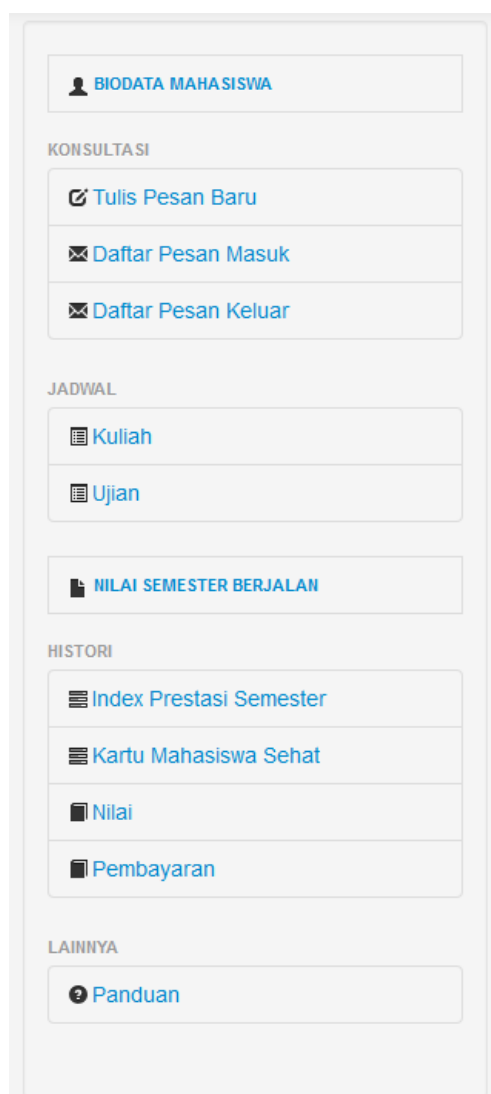 BIODATA MAHASISWA
KONSULTASI
Tulis Pesan Baru
Daftar Pesan Masuk
Daftar Pesan Keluar
JADWAL
Kuliah
Ujian
NILAI SEMESTER BERJALAN
HISTORI
Index Prestasi Semester
Kartu Mahasiswa Sehat
Nilai
Pembayaran
LAINNYA
Panduan